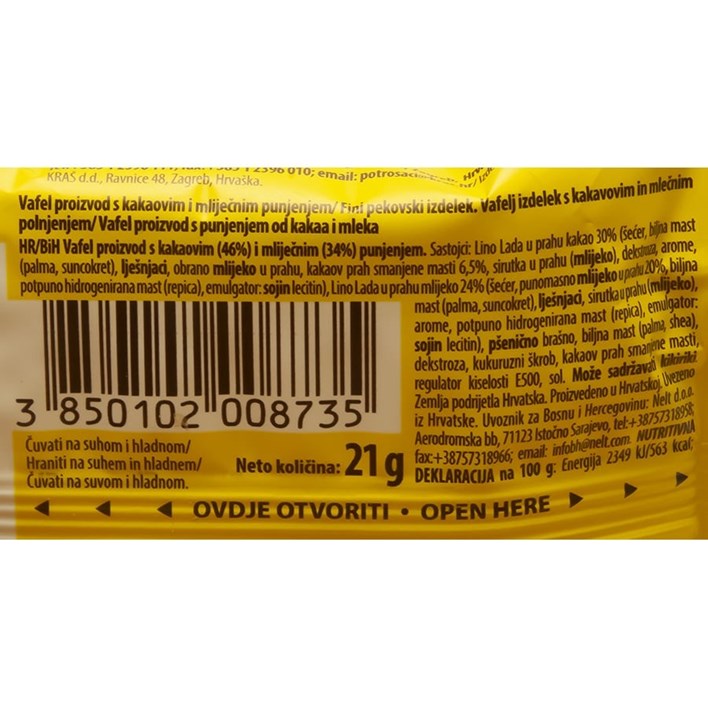 2396 010; email:
KRAŠ d.d., Ravnice 48, Zagreb, Hrvaška.
Vafel proizvod s kakaovim i mliječnim punjenjem/ Fini pekovski izdelek. Vafelj izdelek s kakavovim in mlečnim
polnjenjem/ Vafel proizvod s punjenjem od kakaa i mleka
HR/BiH Vafel proizvod s kakaovim (46%) i mliječnim (34%) punjenjem. Sastojci: Lino Lada u prahu kakao 30% (šećer, biljna mast
(palma, suncokret), lješnjaci, obrano mlijeko u prahu, kakaov prah smanjene masti 6,5%, sirutka u prahu (mlijeko), dekstroza, arome,
potpuno hidrogenirana mast (repica), emulgator: sojin lecitin), Lino Lada u prahu mlijeko 24% (šećer, punomasno mlijeko u prahu 20%, biljna
mast (palma, suncokret), lješnjaci, sirutka u prahu (mlijeko),
arome, potpuno hidrogenirana mast (repica), emulgator:
sojin lecitin), pšenično brašno, biljna mast (palma, shea),
dekstroza, kukuruzni škrob, kakaov prah smanjene masti,
regulator kiselosti E500, sol. Može sadržavati kikiriki.
Zemlja podrijetla Hrvatska. Proizvedeno u Hrvatskoj. Uvezeno
iz Hrvatske. Uvoznik za Bosnu i Hercegovinu: Nelt d.o.o.
Aerodromska bb, 71123 Istočno Sarajevo, tel:+38757318958;
fax:+38757318966; email: infobh@nelt.com. NUTRITIVNA
DEKLARACIJA na 100 g: Energija 2349 kJ/563 kcal;
3 850102 008735
Čuvati na suhom i hladnom/
Hraniti na suhem in hladnem/
Čuvati na suvom i hladnom.
Neto količina: 21 g
OVDJE OTVORITI • OPEN HERE